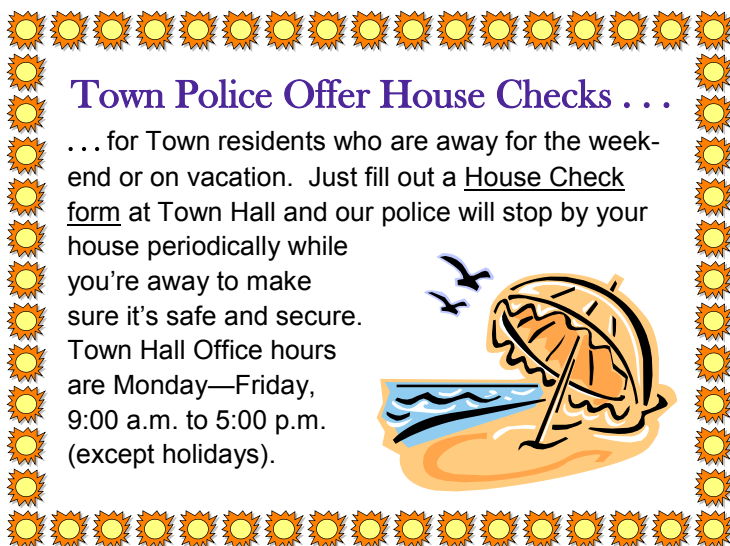 Town Police Offer House Checks . . .
. . . for Town residents who are away for the week-
end or on vacation.  Just fill out a House Check
form at Town Hall and our police will stop by your
house periodically while
you’re away to make
sure it’s safe and secure.
Town Hall Office hours
are Monday—Friday,
9:00 a.m. to 5:00 p.m.
(except holidays).